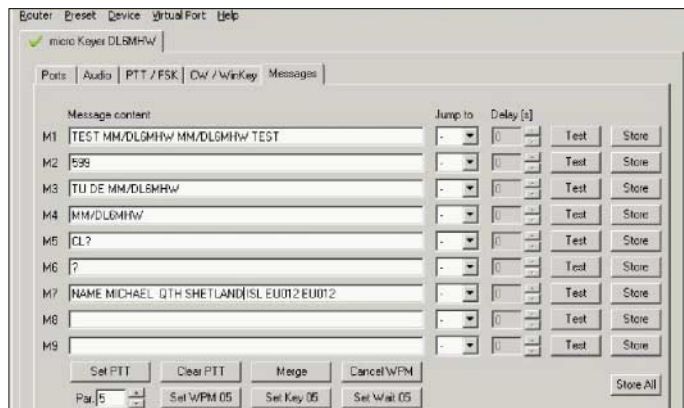 Router Preset Device Virtual Port Help
micro Keyer DL6MHW
Ports Audio PTT / FSK CW / WinKey Messages
Message content Jump to Delay [s]
M1 TEST MM/DL6MHW MM/DL6MHW TEST - 0 Test Store
M2 599 - 0 Test Store
M3 TU DE MM/DL6MHW - 0 Test Store
M4 MM/DL6MHW - 0 Test Store
M5 CL? - 0 Test Store
M6 ? - 0 Test Store
M7 NAME MICHAEL QTH SHETLAND ISL EU012 EU012 - 0 Test Store
M8 - 0 Test Store
M9 - 0 Test Store
Set PTT Clear PTT Merge Cancel WPM
Store All
Par. 5 Set WPM 05 Set Key 05 Set Wait 05